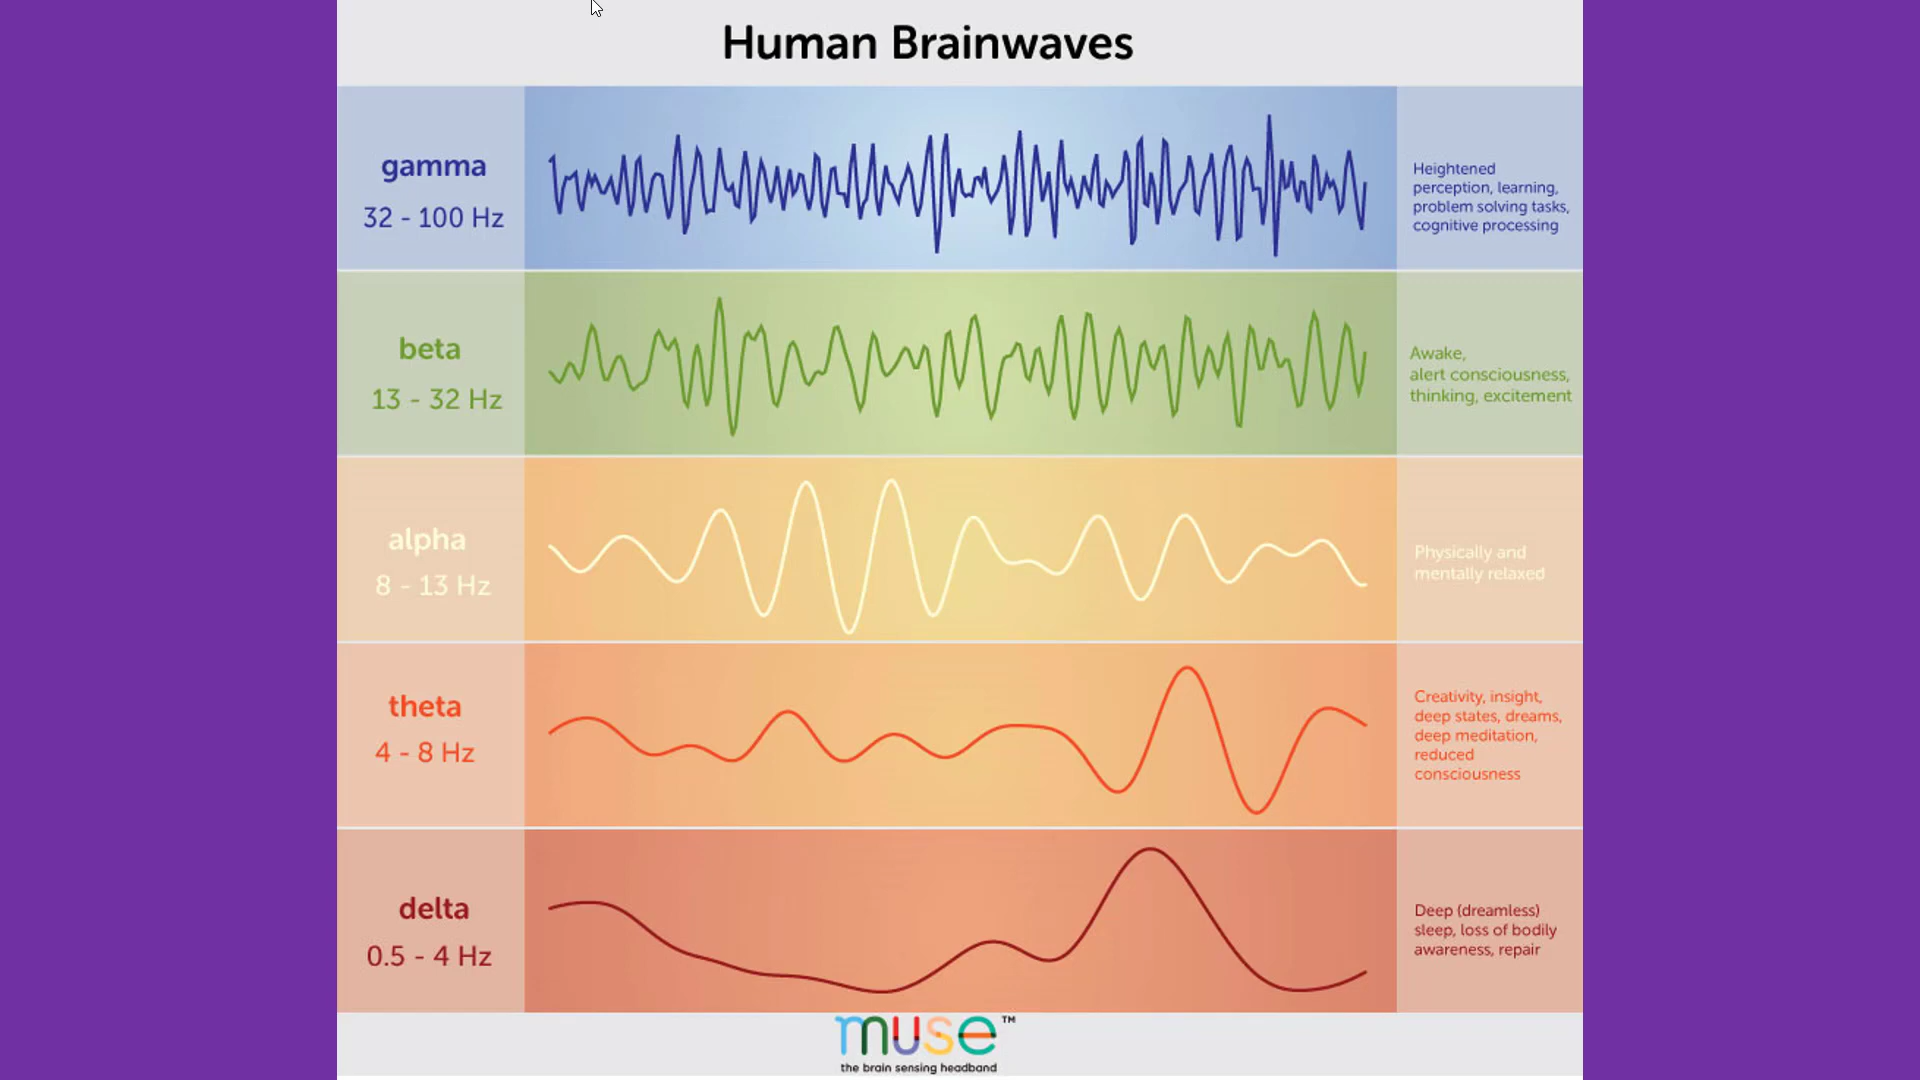 Human Brainwaves
gamma
32 - 100 Hz
Heightened
perception, learning,
problem solving tasks,
cognitive processing
beta
13 - 32 Hz
Awake,
alert consciousness,
thinking, excitement
alpha
8 - 13 Hz
Physically and
mentally relaxed
theta
4 - 8 Hz
Creativity, insight,
deep states, dreams,
deep meditation,
reduced
consciousness
delta
0.5 - 4 Hz
Deep (dreamless)
sleep, loss of bodily
awareness, repair
muse™
the brain sensing headband